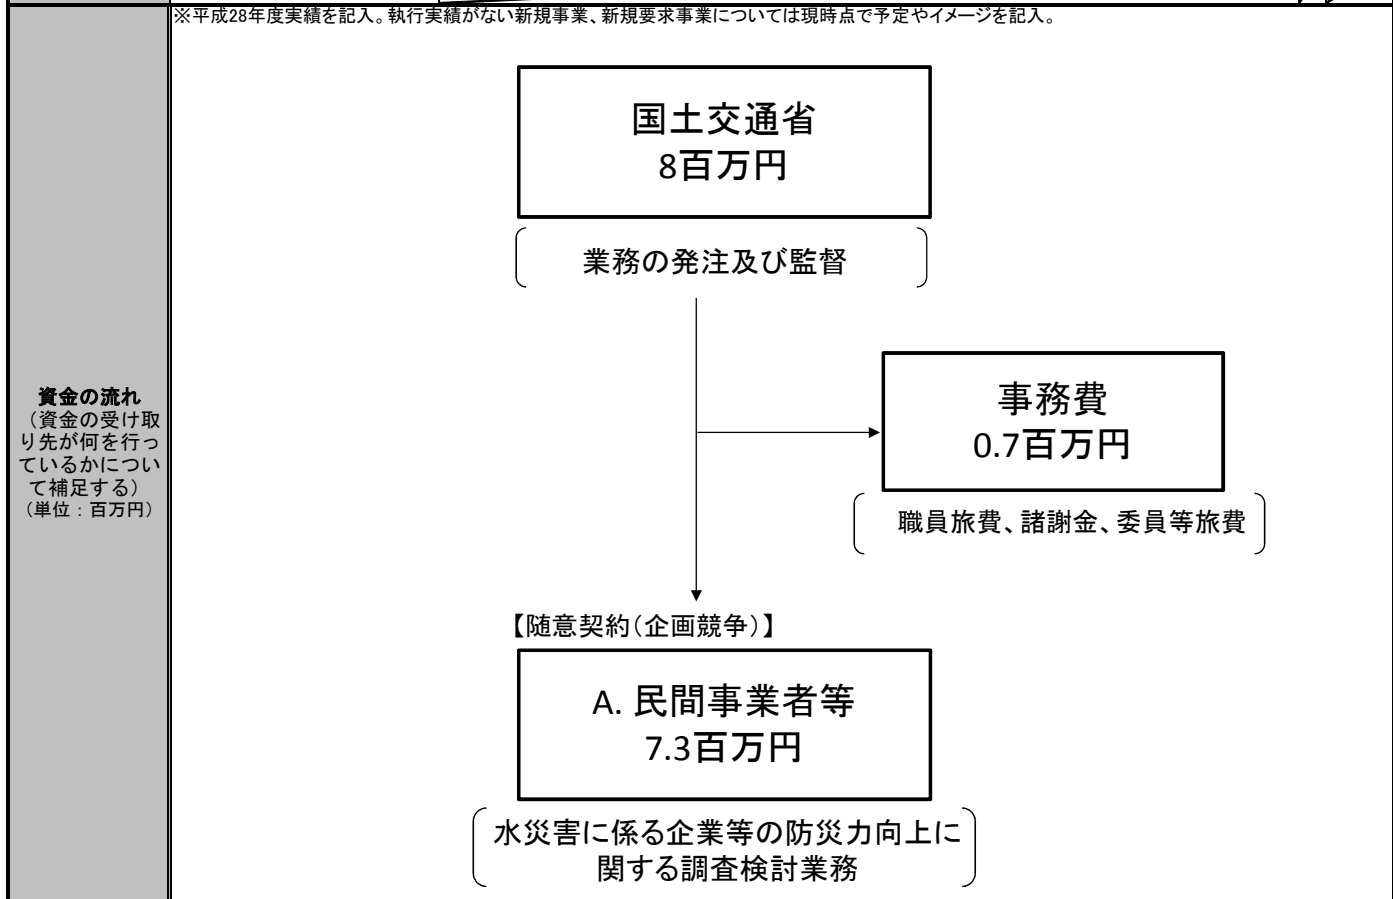 ※平成28年度実績を記入。執行実績がない新規事業、新規要求事業については現時点で予定やイメージを記入。
資金の流れ
（資金の受け取
り先が何を行っ
ているかについ
て補足する）
（単位：百万円）
国土交通省
8百万円
業務の発注及び監督
事務費
0.7百万円
職員旅費、諸謝金、委員等旅費
【随意契約（企画競争）】
A. 民間事業者等
7.3百万円
水災害に係る企業等の防災力向上に
関する調査検討業務